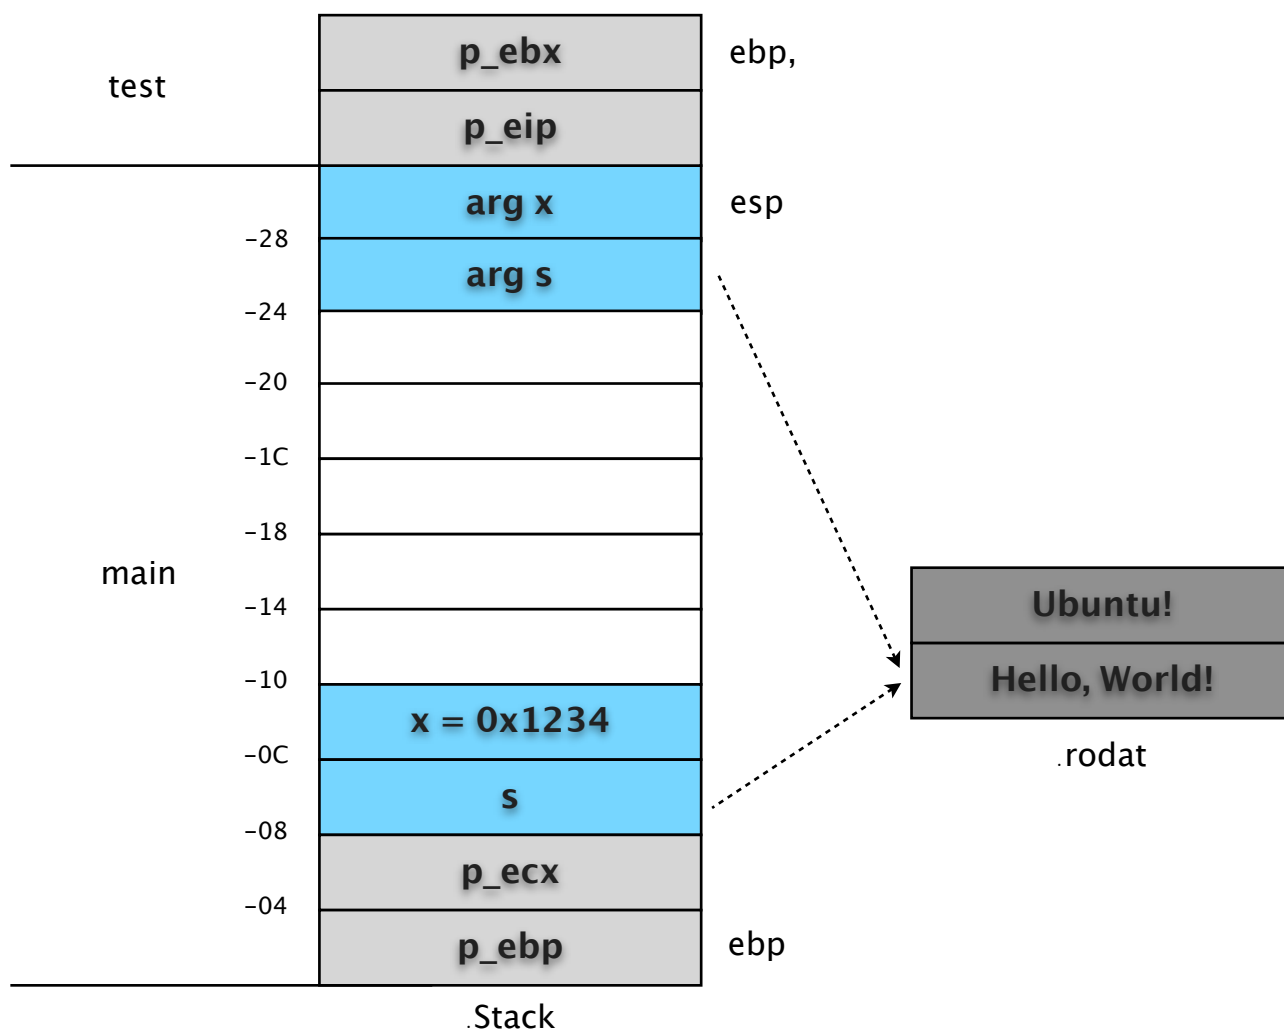 p_ebx
ebp,
test
p_eip
arg x
esp
-28
arg s
-24
-20
-1C
-18
main
-14
Ubuntu!
-10
Hello, World!
x = 0x1234
-0C
.rodat
s
-08
p_ecx
-04
p_ebp
ebp
.Stack